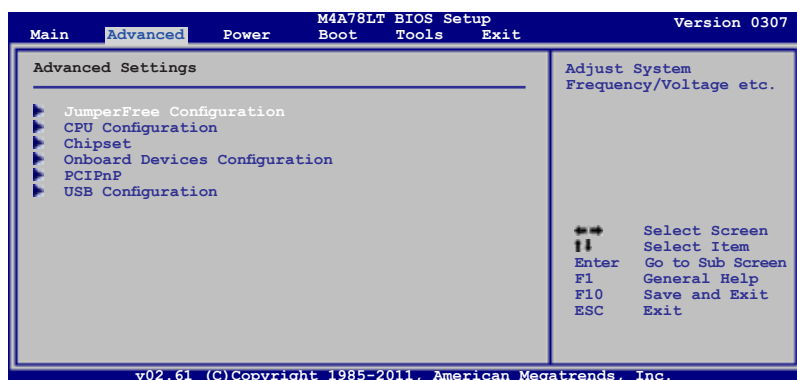 M4A78LT BIOS Setup Version 0307
Main Advanced Power Boot Tools Exit
Advanced Settings
JumperFree Configuration
CPU Configuration
Chipset
Onboard Devices Configuration
PCIPnP
USB Configuration
Adjust System
Frequency/Voltage etc.
Select Screen
Select Item
Enter Go to Sub Screen
F1 General Help
F10 Save and Exit
ESC Exit
v02.61 (C)Copyright 1985-2011, American Megatrends, Inc.